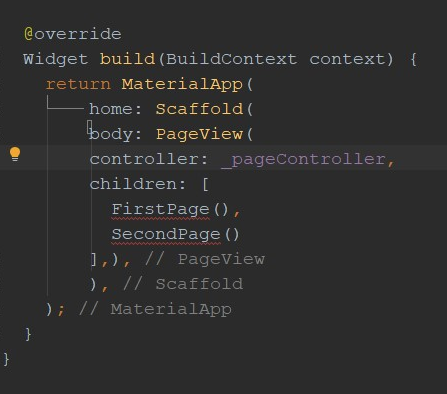 @override
Widget build(BuildContext context) {
return MaterialApp(
home: Scaffold(
body: PageView(
controller: _pageController,
children: [
FirstPage(),
SecondPage()
],), // PageView
), // Scaffold
); // MaterialApp
}
}